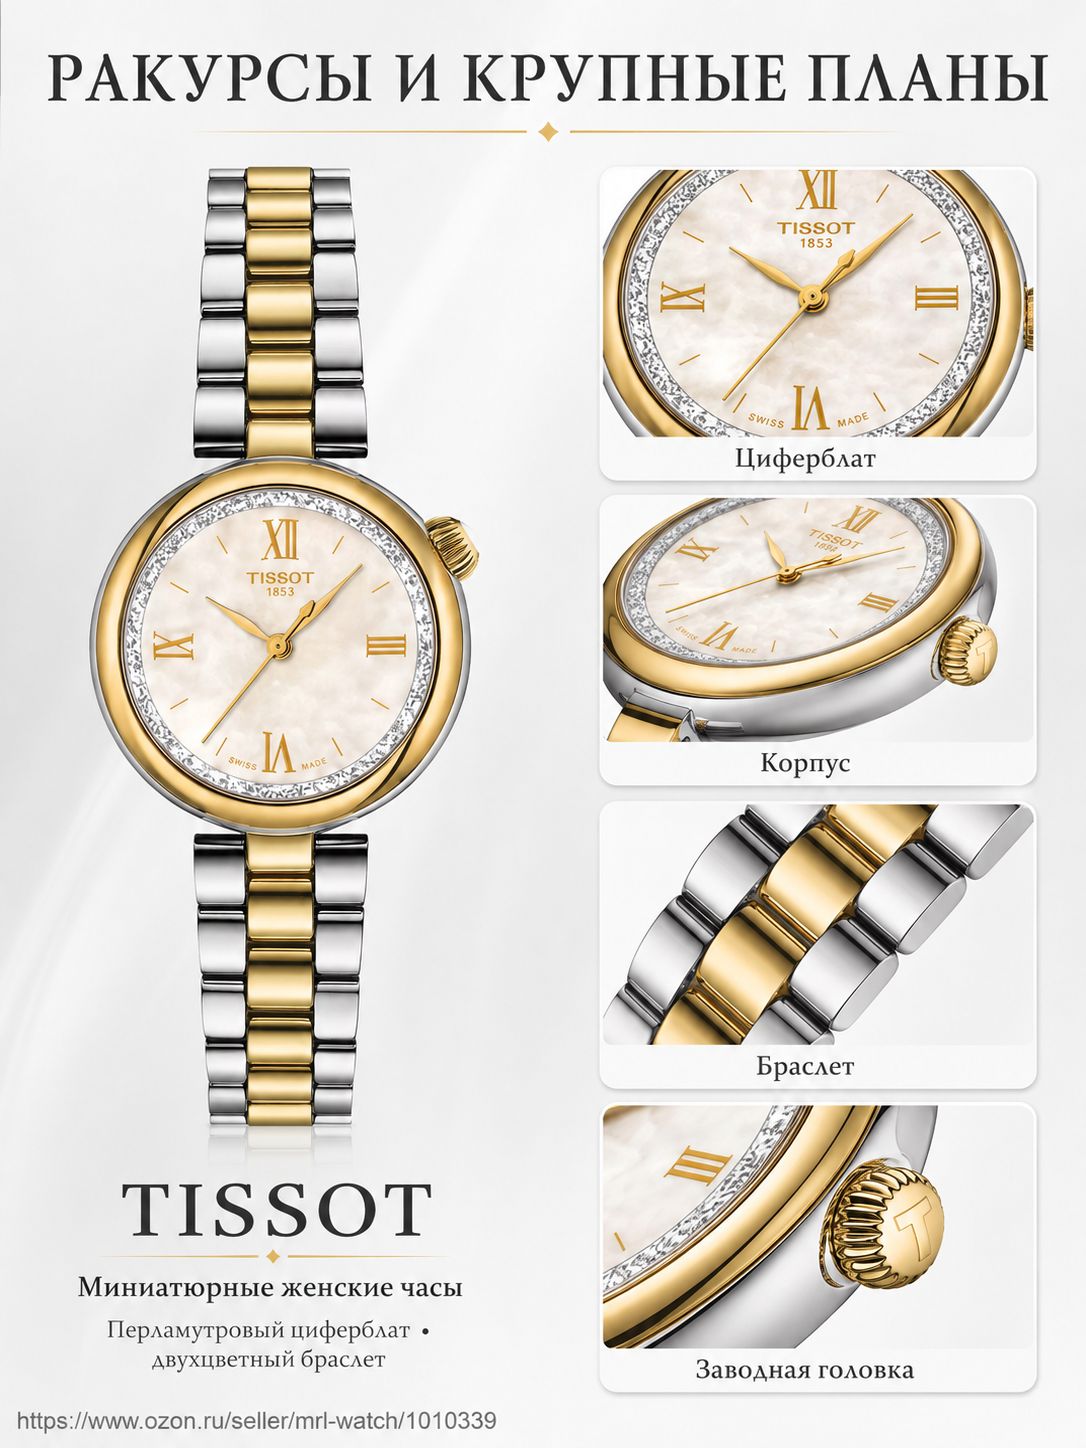 РАКУРСЫ И КРУПНЫЕ ПЛАНЫ
XII
TISSOT
1853
IX
III
VI
SWISS MADE
TISSOT
Миниатюрные женские часы
Перламутровый циферблат •
двухцветный браслет
XII
TISSOT
1853
IX
III
VI
SWISS MADE
Циферблат
XII
TISSOT
IX
III
VI
SWISS MADE
Корпус
Браслет
III
T
Заводная головка
https://www.ozon.ru/seller/mrl-watch/1010339